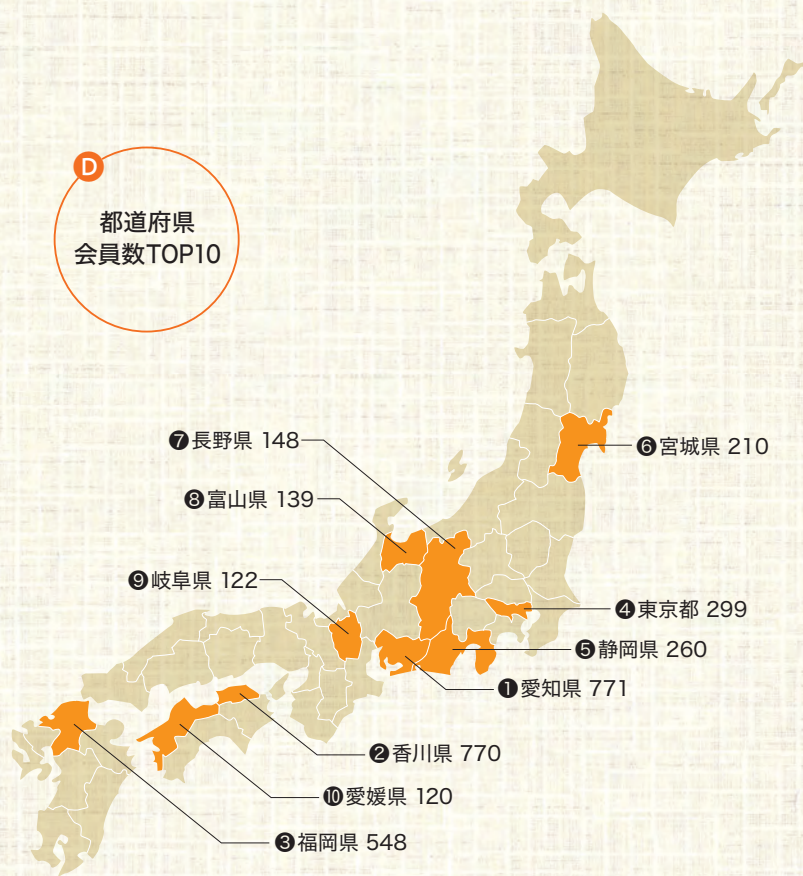 D
都道府県
会員数TOP10
❼長野県 148
❻宮城県 210
❽富山県 139
❾岐阜県 122
❹東京都 299
❺静岡県 260
❶愛知県 771
❷香川県 770
❿愛媛県 120
❸福岡県 548